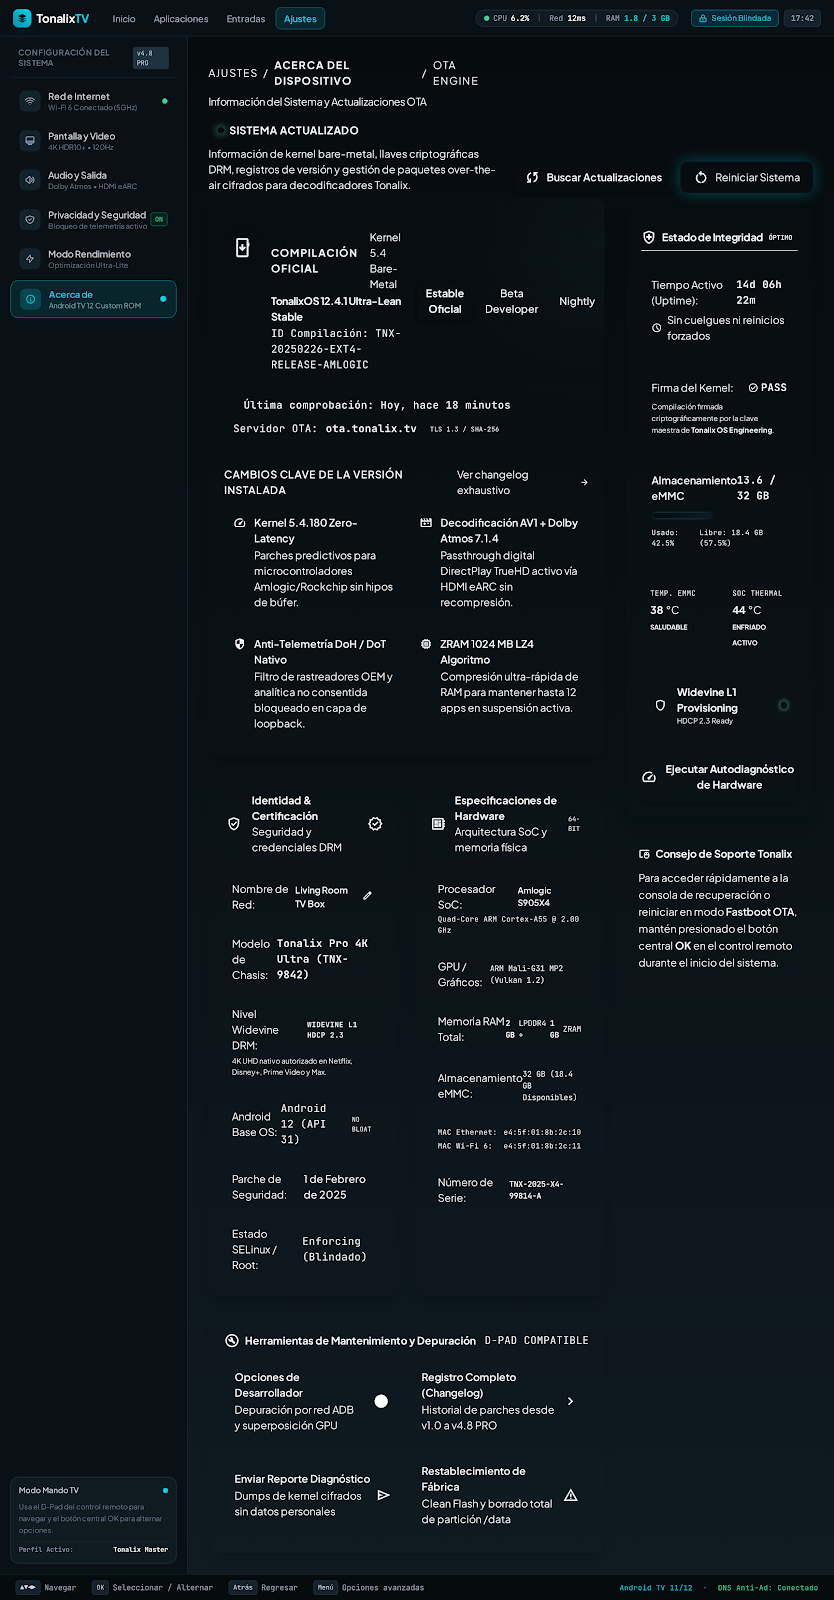 TonalixTV
Inicio
Aplicaciones
Entradas
Ajustes
CPU 6.2% | Red 12ms | RAM 1.8 / 3 GB
Sesión Blindada
17:42
CONFIGURACIÓN DEL
SISTEMA
v4.8
PRO
Red e Internet
Wi-Fi 6 Conectado (5GHz)
Pantalla y Video
4K HDR10+ • 120Hz
Audio y Salida
Dolby Atmos • HDMI eARC
Privacidad y Seguridad
Bloqueo de telemetría activo
ON
Modo Rendimiento
Optimización Ultra-Lite
Acerca de
Android TV 12 Custom ROM
Modo Mando TV
Usa el D-Pad del control remoto para
navegar y el botón central OK para alternar
opciones.
Perfil Activo: Tonalix Master
AJUSTES / ACERCA DEL
DISPOSITIVO / OTA
ENGINE
Información del Sistema y Actualizaciones OTA
SISTEMA ACTUALIZADO
Información de kernel bare-metal, llaves criptográficas
DRM, registros de versión y gestión de paquetes over-the-
air cifrados para decodificadores Tonalix.
Buscar Actualizaciones
Reiniciar Sistema
COMPILACIÓN
OFICIAL
Kernel
5.4
Bare-
Metal
TonalixOS 12.4.1 Ultra-Lean
Stable
ID Compilación: TNX-
20250226-EXT4-
RELEASE-AMLOGIC
Estable
Oficial
Beta
Developer
Nightly
Última comprobación: Hoy, hace 18 minutos
Servidor OTA: ota.tonalix.tv TLS 1.3 / SHA-256
CAMBIOS CLAVE DE LA VERSIÓN
INSTALADA
Ver changelog
exhaustivo
Kernel 5.4.180 Zero-
Latency
Parches predictivos para
microcontroladores
Amlogic/Rockchip sin hipos
de búfer.
Decodificación AV1 + Dolby
Atmos 7.1.4
Passthrough digital
DirectPlay TrueHD activo vía
HDMI eARC sin
recompresión.
Anti-Telemetría DoH / DoT
Nativo
Filtro de rastreadores OEM y
analítica no consentida
bloqueado en capa de
loopback.
ZRAM 1024 MB LZ4
Algoritmo
Compresión ultra-rápida de
RAM para mantener hasta 12
apps en suspensión activa.
Estado de Integridad ÓPTIMO
Tiempo Activo
(Uptime):
14d 06h
22m
Sin cuelgues ni reinicios
forzados
Firma del Kernel: PASS
Compilación firmada
criptográficamente por la clave
maestra de Tonalix OS Engineering.
Almacenamiento
eMMC
13.6 /
32 GB
Usado:
42.5%
Libre: 18.4 GB
(57.5%)
TEMP. EMMC
38 °C
SALUDABLE
SOC THERMAL
44 °C
ENFRIADO
ACTIVO
Widevine L1
Provisioning
HDCP 2.3 Ready
Ejecutar Autodiagnóstico
de Hardware
Consejo de Soporte Tonalix
Para acceder rápidamente a la
consola de recuperación o
reiniciar en modo Fastboot OTA,
mantén presionado el botón
central OK en el control remoto
durante el inicio del sistema.
Identidad &
Certificación
Seguridad y
credenciales DRM
Nombre de
Red:
Living Room
TV Box
Modelo
de
Chasis:
Tonalix Pro 4K
Ultra (TNX-
9842)
Nivel
Widevine
DRM:
WIDEVINE L1
HDCP 2.3
4K UHD nativo autorizado en Netflix,
Disney+, Prime Video y Max.
Android
Base OS:
Android
12 (API
31)
NO
BLOAT
Parche de
Seguridad:
1 de Febrero
de 2025
Estado
SELinux /
Root:
Enforcing
(Blindado)
Especificaciones de
Hardware
Arquitectura SoC y
memoria física
64-
BIT
Procesador
SoC:
Amlogic
S905X4
Quad-Core ARM Cortex-A55 @ 2.00
GHz
GPU /
Gráficos:
ARM Mali-G31 MP2
(Vulkan 1.2)
Memoria RAM
Total:
2
GB
LPDDR4
+
1
GB
ZRAM
Almacenamiento
eMMC:
32 GB (18.4
GB
Disponibles)
MAC Ethernet: e4:5f:01:8b:2c:10
MAC Wi-Fi 6: e4:5f:01:8b:2c:11
Número de
Serie:
TNX-2025-X4-
99814-A
Herramientas de Mantenimiento y Depuración D-PAD COMPATIBLE
Opciones de
Desarrollador
Depuración por red ADB
y superposición GPU
Registro Completo
(Changelog)
Historial de parches desde
v1.0 a v4.8 PRO
Enviar Reporte Diagnóstico
Dumps de kernel cifrados
sin datos personales
Restablecimiento de
Fábrica
Clean Flash y borrado total
de partición /data
Navegar
OK Seleccionar / Alternar
Atrás Regresar
Menú Opciones avanzadas
Android TV 11/12 · DNS Anti-Ad: Conectado